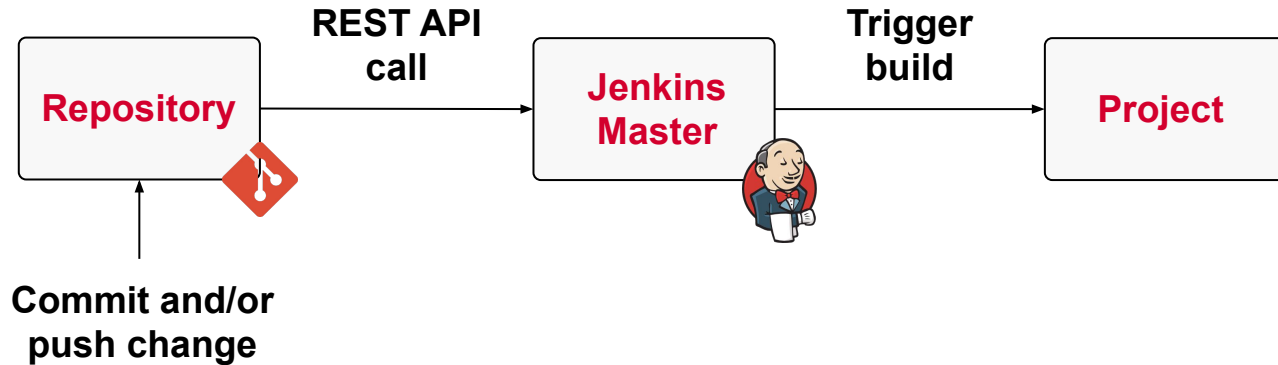 REST API
call
Trigger
build
Repository
Jenkins
Master
Project
Commit and/or
push change